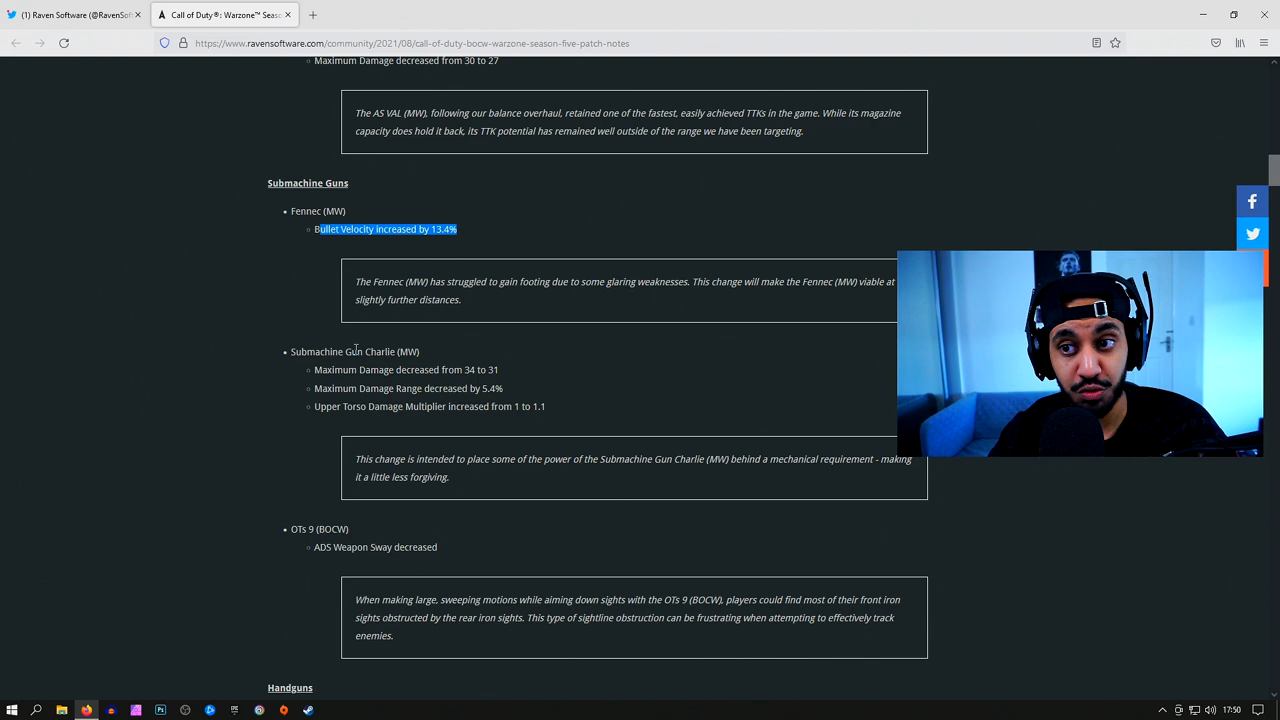 (1) Raven Software (@RavenSof
Call of Duty®: Warzone™ Seaso
https://www.ravensoftware.com/community/2021/08/call-of-duty-bocw-warzone-season-five-patch-notes
Maximum Damage decreased from 30 to 27
The AS VAL (MW), following our balance overhaul, retained one of the fastest, easily achieved TTKs in the game. While its magazine
capacity does hold it back, its TTK potential has remained well outside of the range we have been targeting.
Submachine Guns
Fennec (MW)
Bullet Velocity increased by 13.4%
The Fennec (MW) has struggled to gain footing due to some glaring weaknesses. This change will make the Fennec (MW) viable at
slightly further distances.
Submachine Gun Charlie (MW)
Maximum Damage decreased from 34 to 31
Maximum Damage Range decreased by 5.4%
Upper Torso Damage Multiplier increased from 1 to 1.1
This change is intended to place some of the power of the Submachine Gun Charlie (MW) behind a mechanical requirement - making
it a little less forgiving.
OTs 9 (BOCW)
ADS Weapon Sway decreased
When making large, sweeping motions while aiming down sights with the OTs 9 (BOCW), players could find most of their front iron
sights obstructed by the rear iron sights. This type of sightline obstruction can be frustrating when attempting to effectively track
enemies.
Handguns
17:50